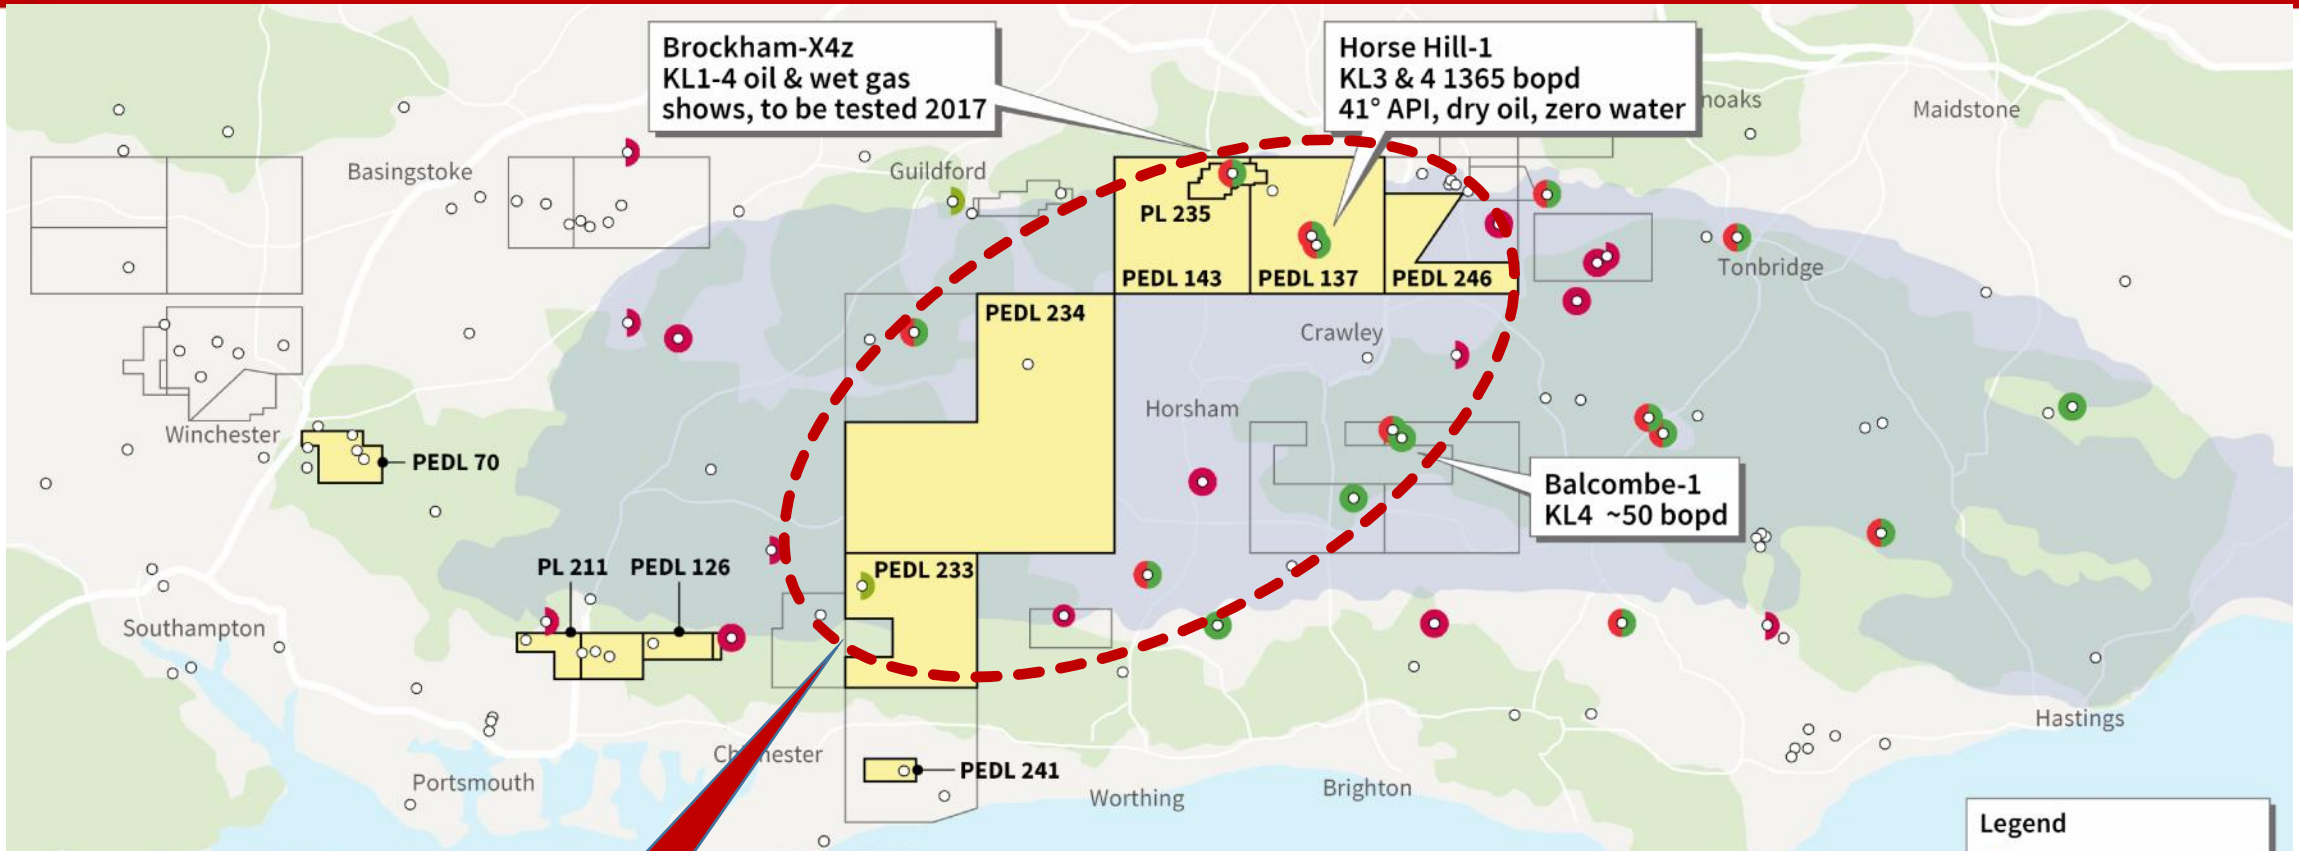 Brockham-X4z
KL1-4 oil & wet gas
shows, to be tested 2017
Horse Hill-1
KL3 & 4 1365 bopd
41° API, dry oil, zero water
noaks
Maidstone
Basingstoke
Guildford
PL 235
PEDL 143
PEDL 137
PEDL 246
Tonbridge
PEDL 234
Crawley
Horsham
Winchester
PEDL 70
Balcombe-1
KL4 ~50 bopd
PL 211
PEDL 126
PEDL 233
Southampton
Hastings
Portsmouth
PEDL 241
Worthing
Brighton
Legend